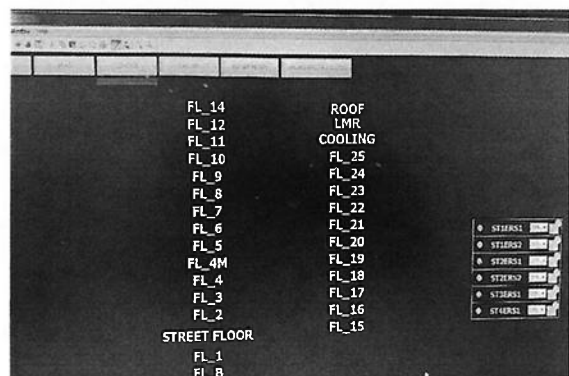 FL_14
FL_12
FL_11
FL_10
FL_9
FL_8
FL_7
FL_6
FL_5
FL_4M
FL_4
FL_3
FL_2
STREET FLOOR
FL_1
FL_B
ROOF
LMR
COOLING
FL_25
FL_24
FL_23
FL_22
FL_21
FL_20
FL_19
FL_18
FL_17
FL_16
FL_15
ST1ERS1
ST1ERS2
ST2ERS1
ST2ERS2
ST3ERS1
ST4ERS1